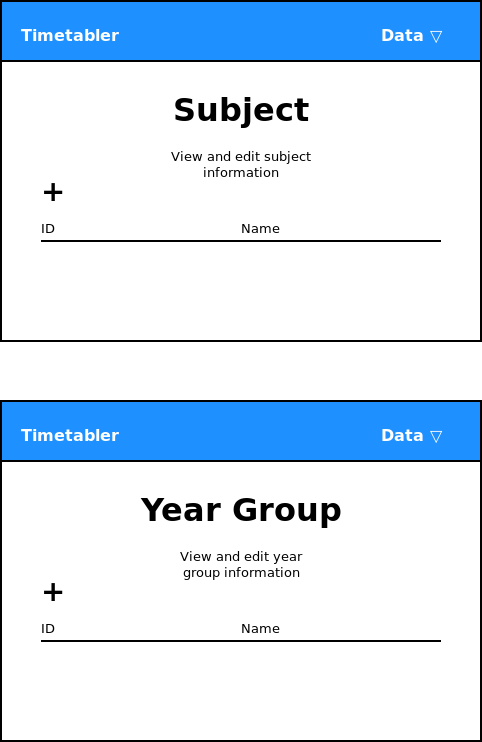 Timetabler Data ▽
Subject
View and edit subject
information
+
ID Name
Timetabler Data ▽
Year Group
View and edit year
group information
+
ID Name